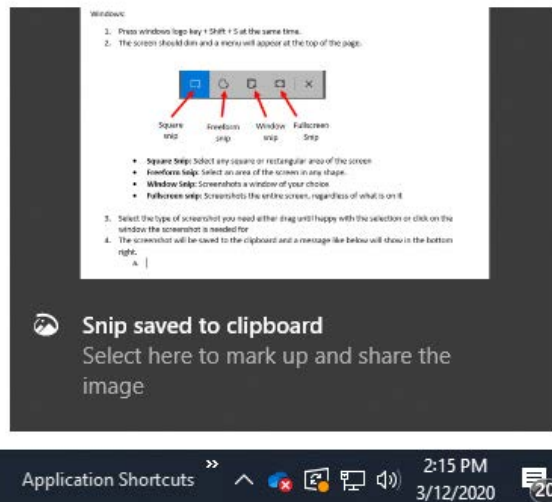 Windows:
1. Press windows logo key + Shift + S at the same time.
2. The screen should dim and a menu will appear at the top of the page.
Square snip
Freeform snip
Window snip
Fullscreen Snip
• Square Snip: Select any square or rectangular area of the screen
• Freeform Snip: Select an area of the screen in any shape.
• Window Snip: Screenshots a window of your choice
• Fullscreen snip: Screenshots the entire screen, regardless of what is on it
3. Select the type of screenshot you need either drag until happy with the selection or click on the
window the screenshot is needed for
4. The screenshot will be saved to the clipboard and a message like below will show in the bottom
right.
a.
Snip saved to clipboard
Select here to mark up and share the
image
Application Shortcuts
2:15 PM
3/12/2020